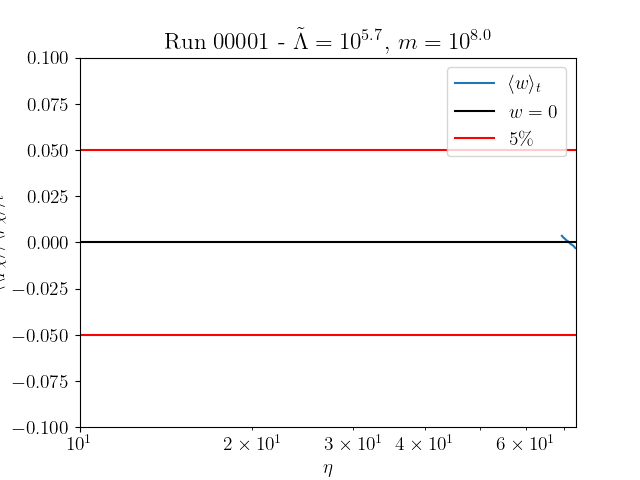 Run 00001 - Λ̃ = 10^5.7, m = 10^8.0
⟨w⟩_t
w = 0
5%
0.100
0.075
0.050
0.025
0.000
−0.025
−0.050
−0.075
−0.100
10^1
2 × 10^1
3 × 10^1
4 × 10^1
6 × 10^1
η